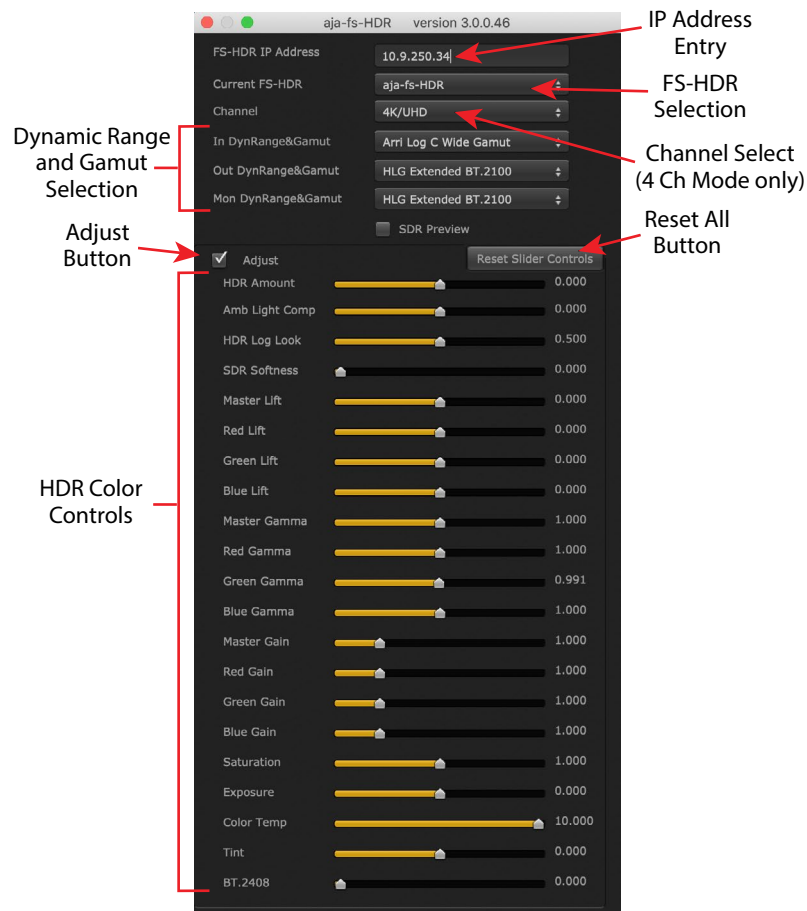 aja-fs-HDR version 3.0.0.46
IP Address
Entry
FS-HDR IP Address 10.9.250.34
Current FS-HDR aja-fs-HDR
FS-HDR
Selection
Channel 4K/UHD
Dynamic Range
and Gamut
Selection
In DynRange&Gamut Arri Log C Wide Gamut
Out DynRange&Gamut HLG Extended BT.2100
Mon DynRange&Gamut HLG Extended BT.2100
Channel Select
(4 Ch Mode only)
SDR Preview
Adjust
Button
Reset All
Button
Adjust Reset Slider Controls
HDR Amount 0.000
Amb Light Comp 0.000
HDR Log Look 0.500
SDR Softness 0.000
Master Lift 0.000
Red Lift 0.000
Green Lift 0.000
Blue Lift 0.000
HDR Color
Controls
Master Gamma 1.000
Red Gamma 1.000
Green Gamma 0.991
Blue Gamma 1.000
Master Gain 1.000
Red Gain 1.000
Green Gain 1.000
Blue Gain 1.000
Saturation 1.000
Exposure 0.000
Color Temp 10.000
Tint 0.000
BT.2408 0.000